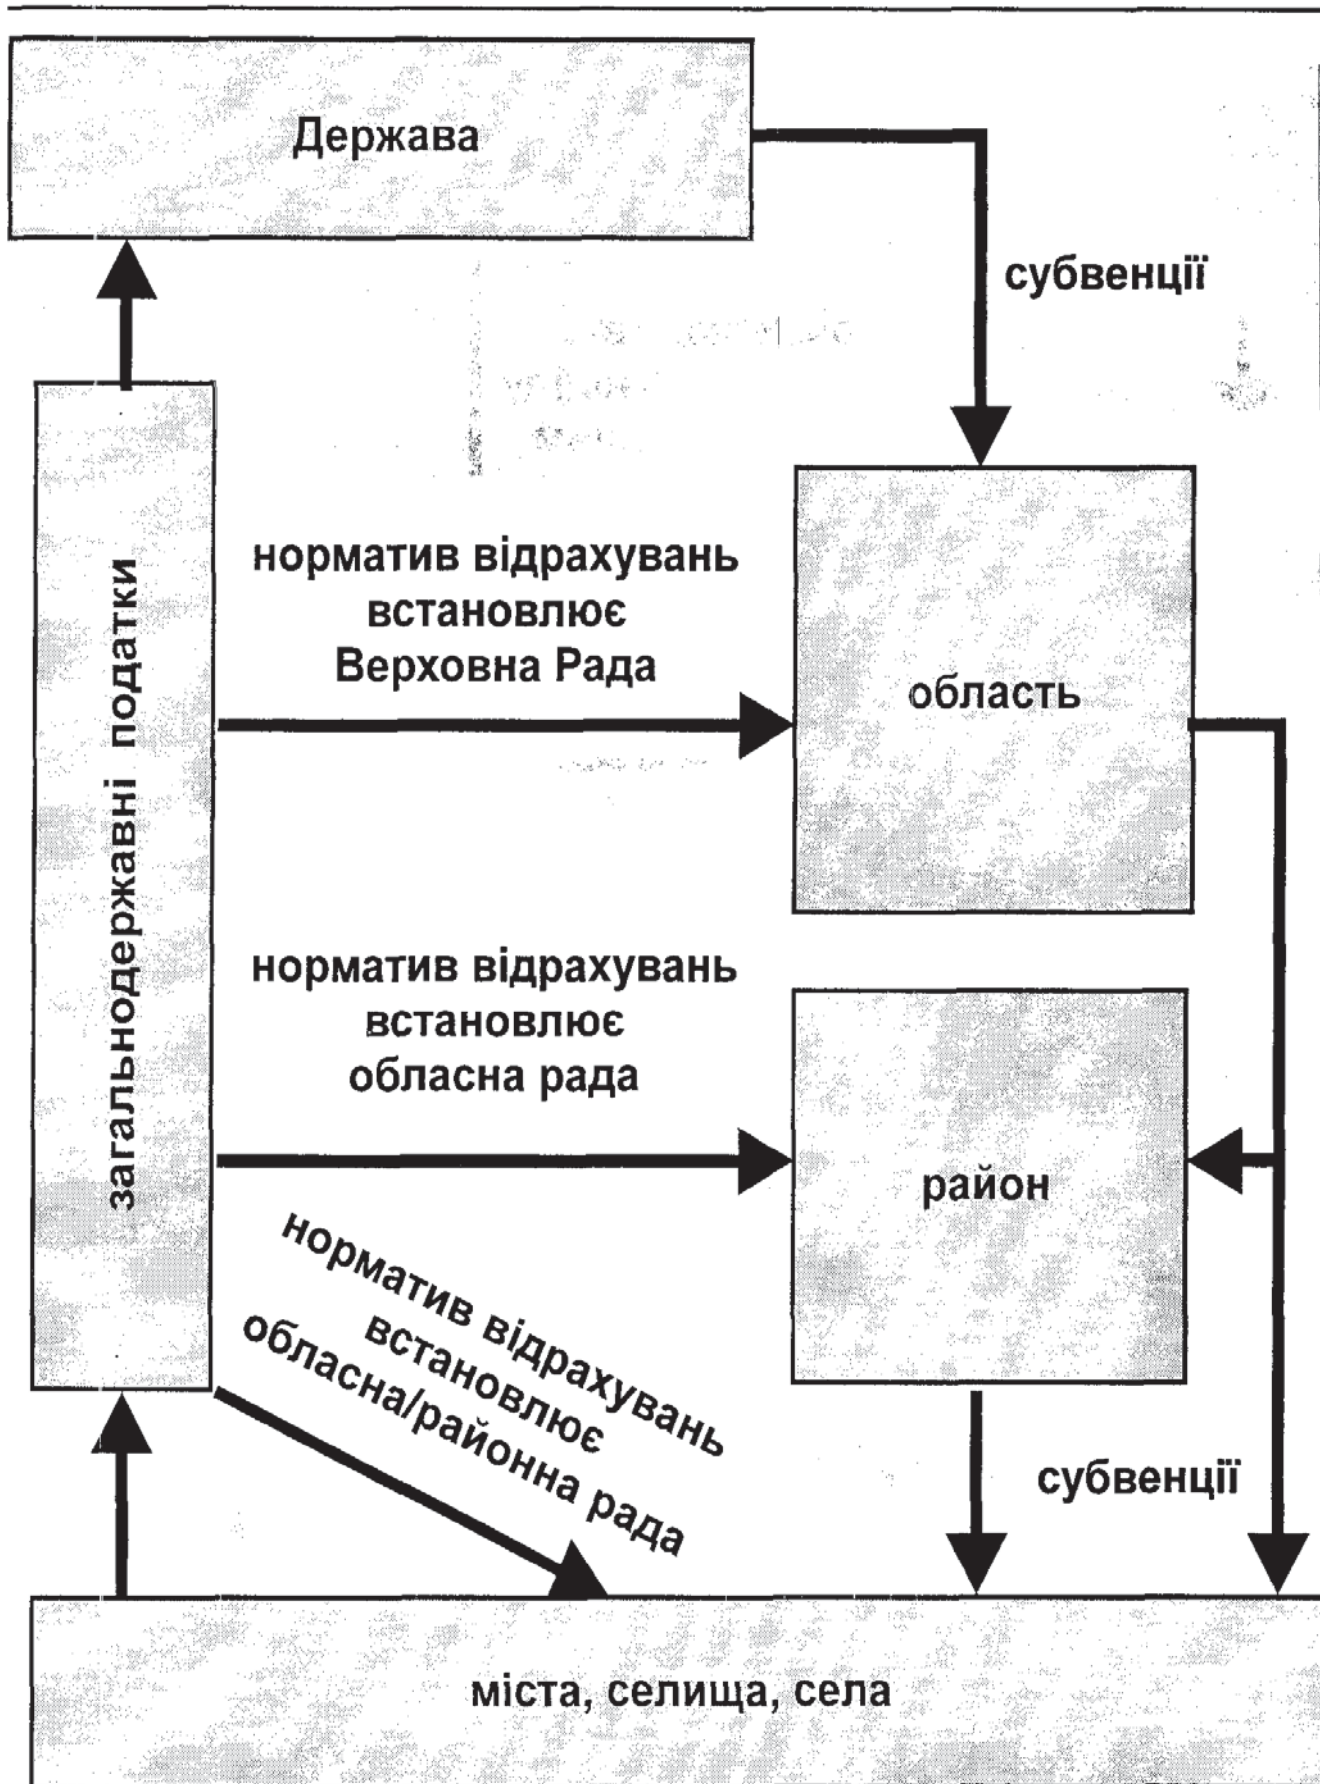 Держава
субвенції
норматив відрахувань
встановлює
Верховна Рада
область
загальнодержавні податки
норматив відрахувань
встановлює
обласна рада
район
норматив відрахувань
встановлює
обласна/районна рада
субвенції
міста, селища, села